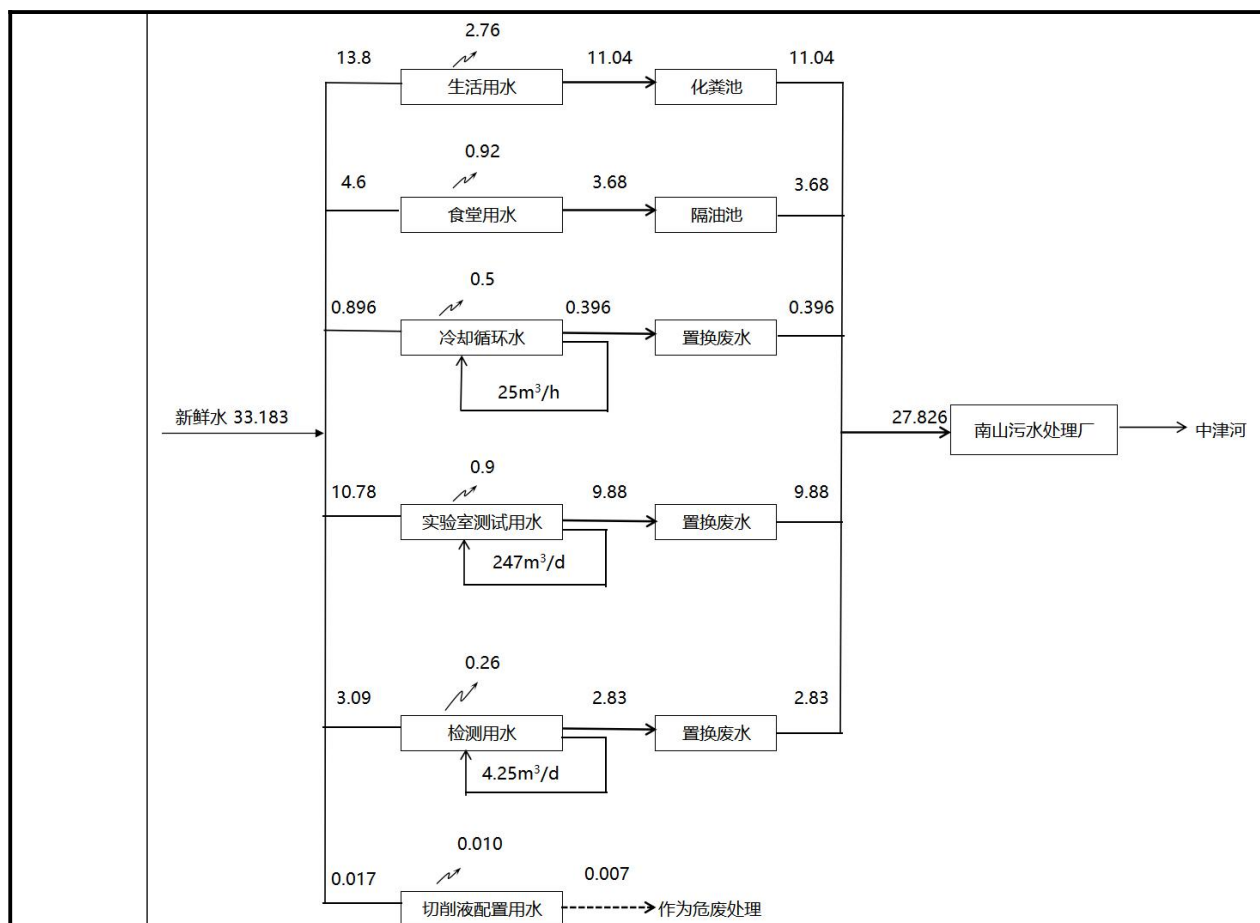 2.76
13.8
11.04
11.04
生活用水
化粪池
0.92
4.6
3.68
3.68
食堂用水
隔油池
0.5
0.896
0.396
0.396
冷却循环水
置换废水
25m³/h
新鲜水 33.183
27.826
南山污水处理厂
中津河
0.9
10.78
9.88
9.88
实验室测试用水
置换废水
247m³/d
0.26
3.09
2.83
2.83
检测用水
置换废水
4.25m³/d
0.010
0.017
0.007
切削液配置用水
作为危废处理